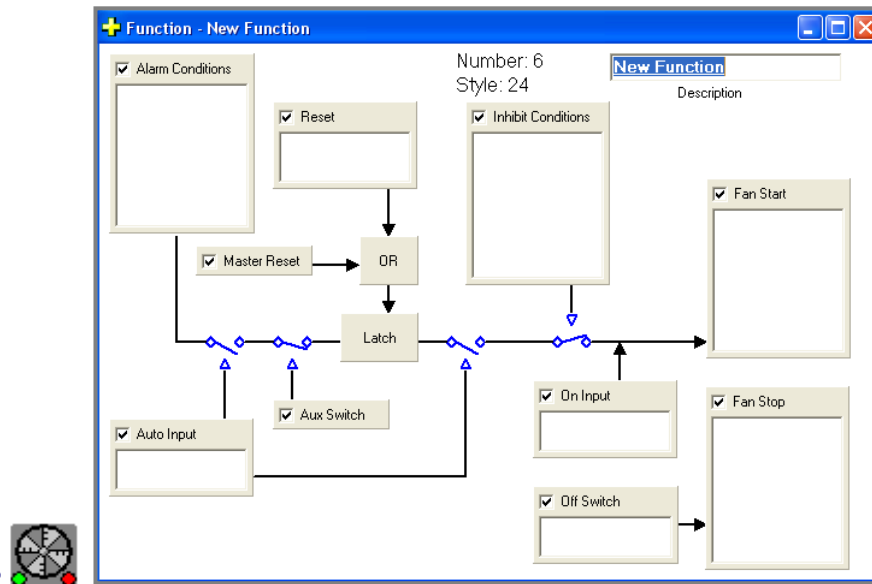 Function - New Function
Number: 6
Style: 24
New Function
Description
Alarm Conditions
Reset
Inhibit Conditions
Fan Start
Master Reset
OR
Latch
On Input
Fan Stop
Aux Switch
Auto Input
Off Switch